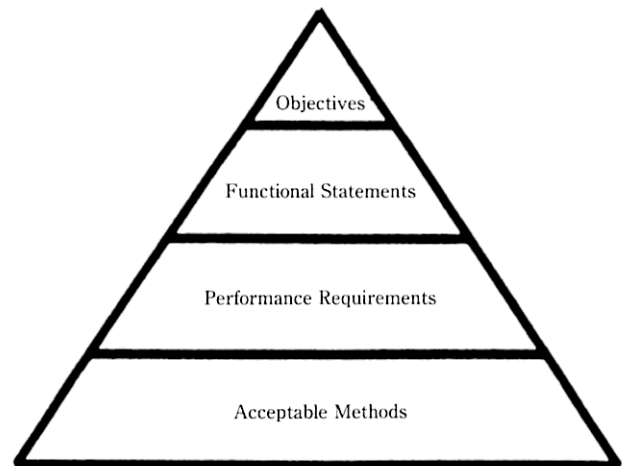 Objectives
Functional Statements
Performance Requirements
Acceptable Methods